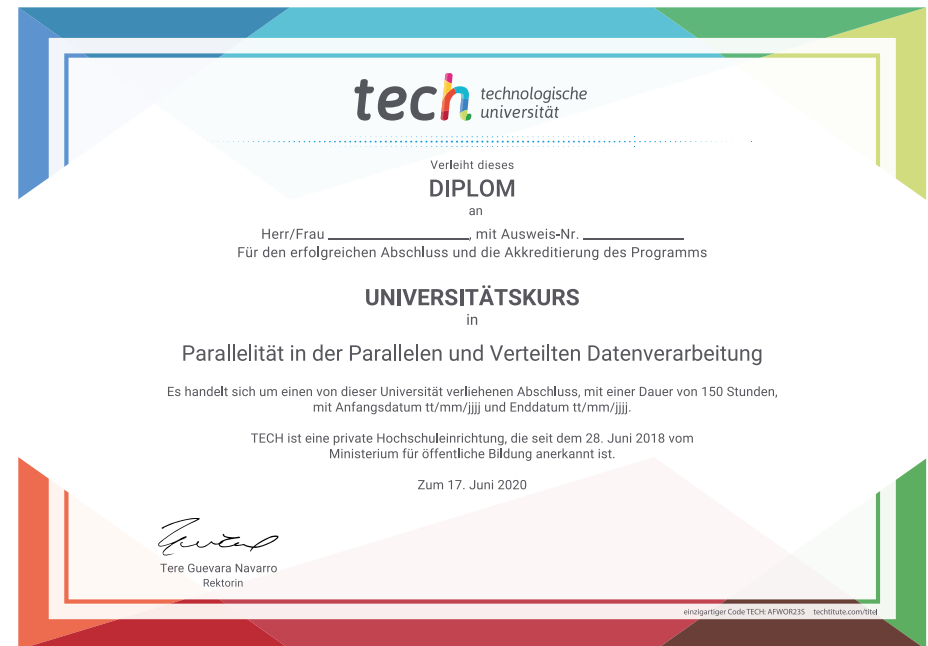 tech technologische
universität
Verleiht dieses
DIPLOM
an
Herr/Frau ____________________, mit Ausweis-Nr. ______________
Für den erfolgreichen Abschluss und die Akkreditierung des Programms
UNIVERSITÄTSKURS
in
Parallelität in der Parallelen und Verteilten Datenverarbeitung
Es handelt sich um einen von dieser Universität verliehenen Abschluss, mit einer Dauer von 150 Stunden,
mit Anfangsdatum tt/mm/jjjj und Enddatum tt/mm/jjjj.
TECH ist eine private Hochschuleinrichtung, die seit dem 28. Juni 2018 vom
Ministerium für öffentliche Bildung anerkannt ist.
Zum 17. Juni 2020
Tere Guevara Navarro
Rektorin
einzigartiger Code TECH: AFWOR23S techtitute.com/titel